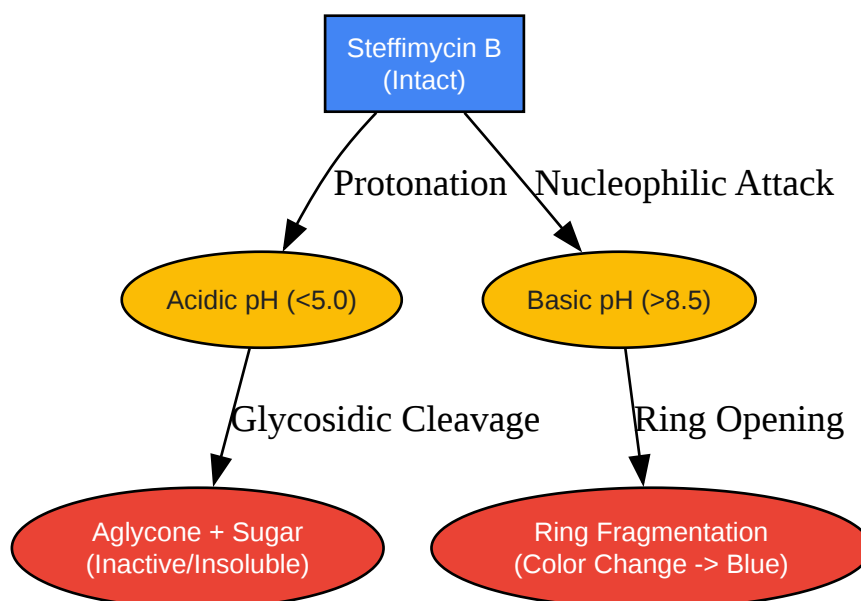 Steffimycin B
(Intact)
Protonation
Nucleophilic Attack
Acidic pH (<5.0)
Basic pH (>8.5)
Glycosidic Cleavage
Ring Opening
Aglycone + Sugar
(Inactive/Insoluble)
Ring Fragmentation
(Color Change -> Blue)